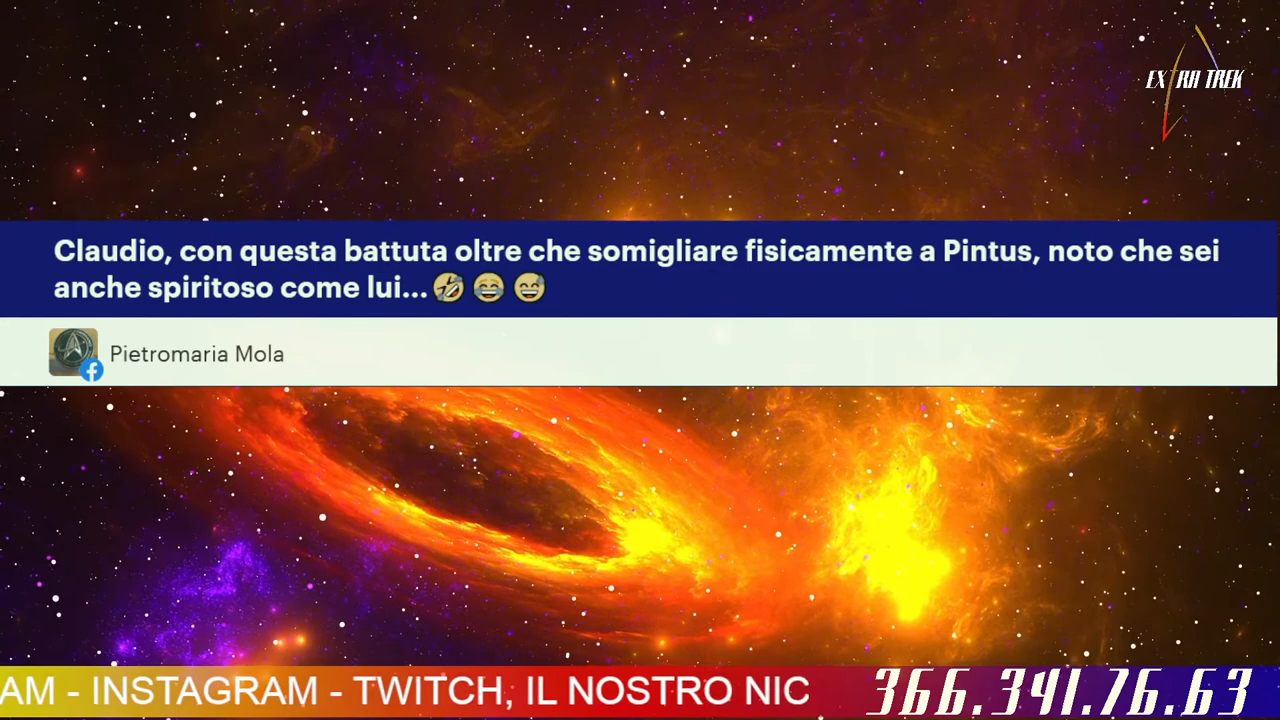 EX RA TREK
Claudio, con questa battuta oltre che somigliare fisicamente a Pintus, noto che sei
anche spiritoso come lui...🤣 😂 😅
Pietromaria Mola
AM - INSTAGRAM - TWITCH, IL NOSTRO NIC
366.341.76.63